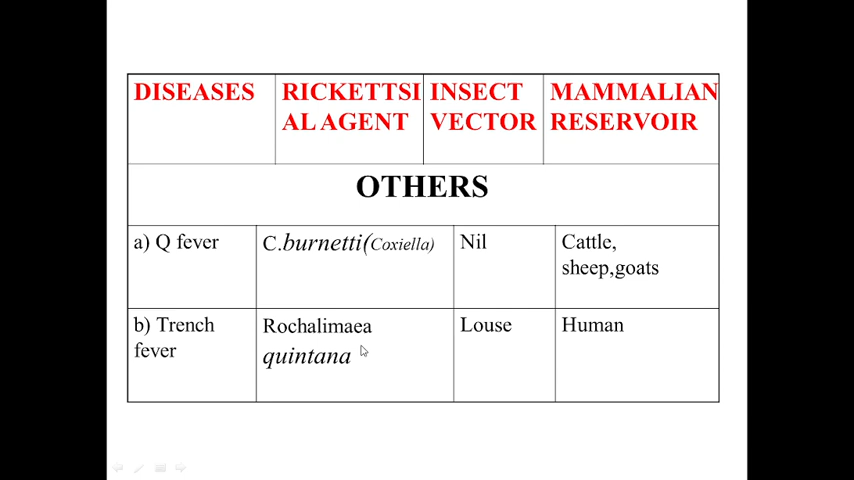 DISEASES
RICKETTSI
AL AGENT
INSECT
VECTOR
MAMMALIAN
RESERVOIR
OTHERS
a) Q fever
C.burnetti(Coxiella)
Nil
Cattle,
sheep,goats
b) Trench
fever
Rochalimaea
quintana
Louse
Human